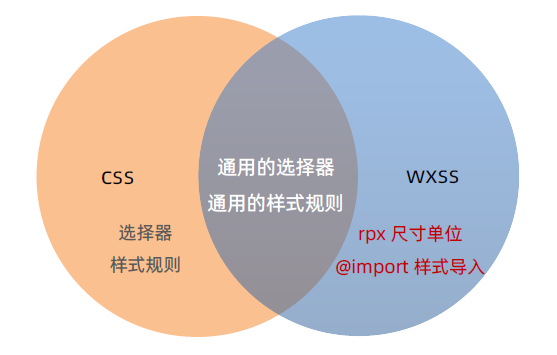 通用的选择器
通用的样式规则
CSS
选择器
样式规则
WXSS
rpx 尺寸单位
@import 样式导入